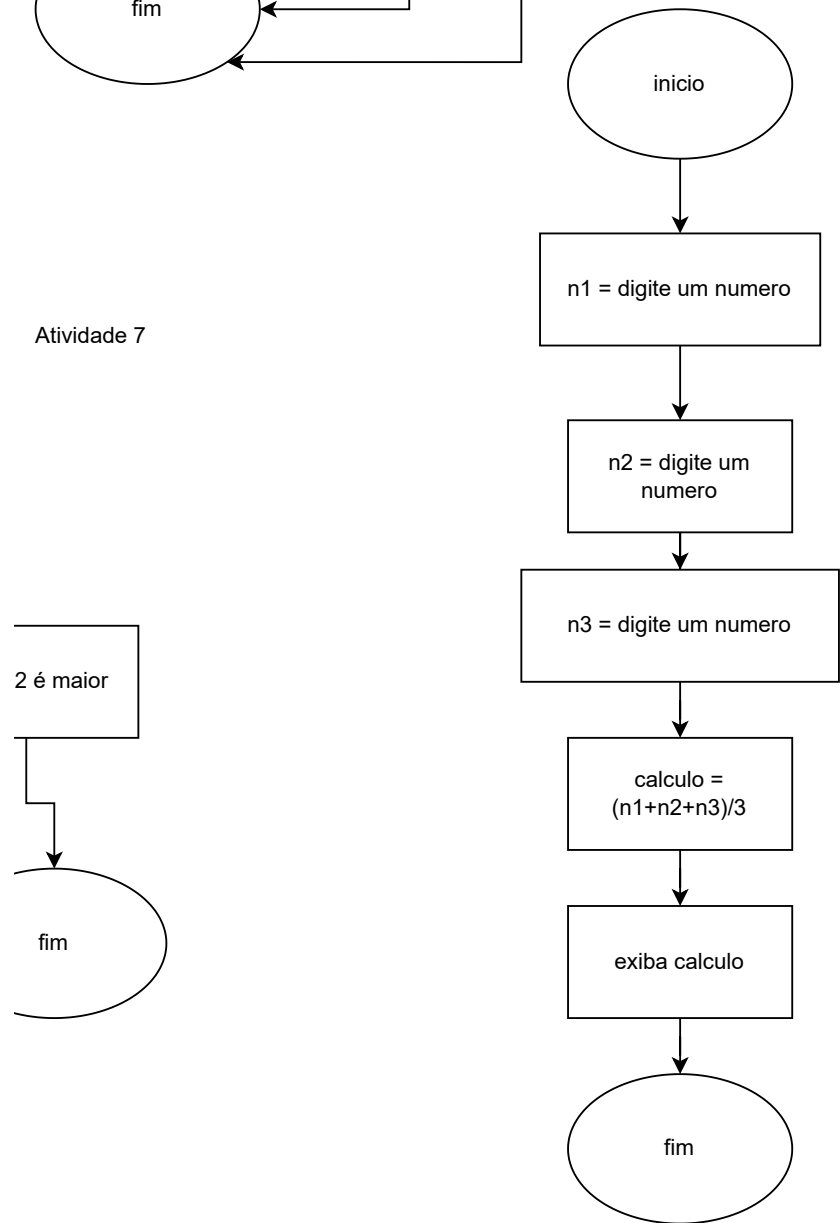 fim
inicio
n1 = digite um numero
Atividade 7
n2 = digite um
numero
n3 = digite um numero
2 é maior
calculo =
(n1+n2+n3)/3
fim
exiba calculo
fim